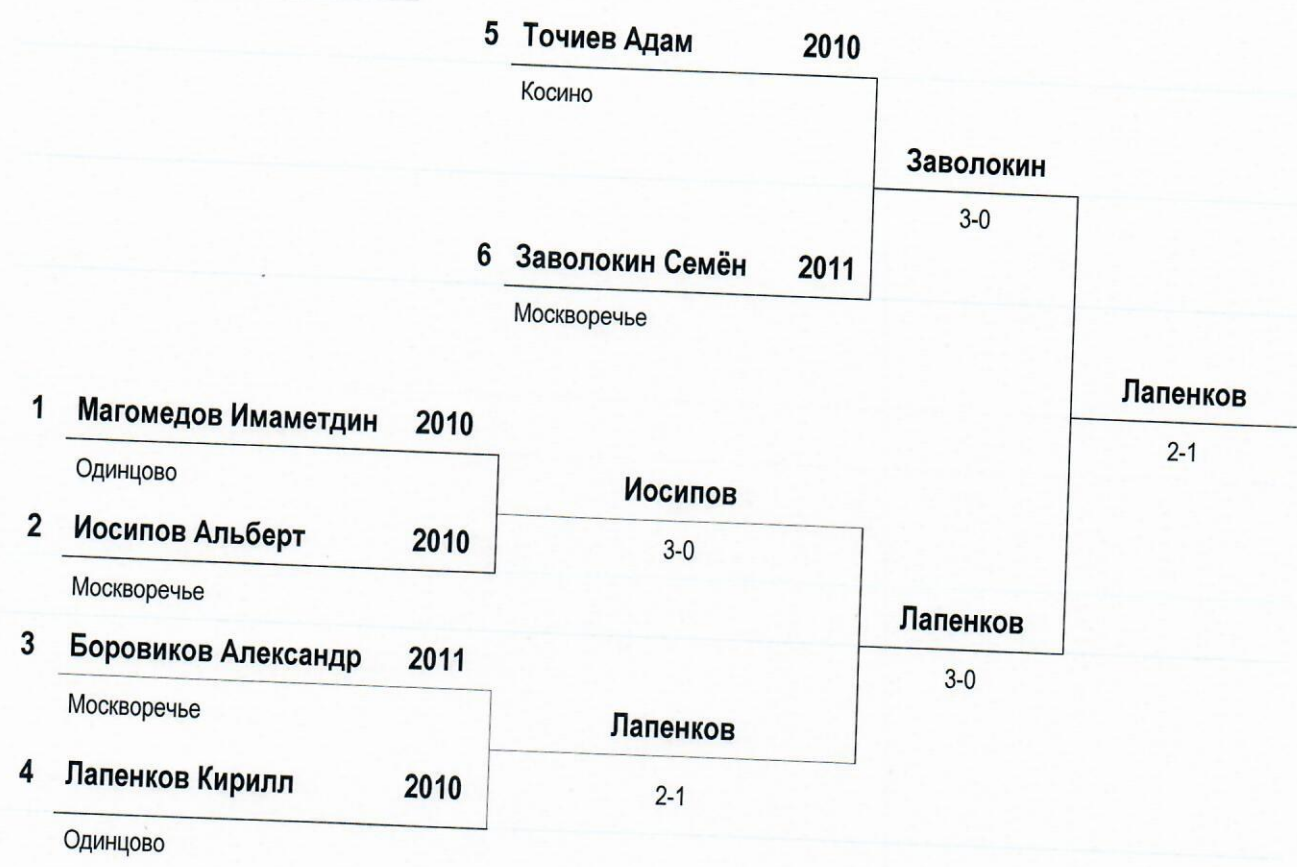 5 Точиев Адам 2010
Косино
Заволокин
3-0
6 Заволокин Семён 2011
Москворечье
Лапенков
2-1
1 Магомедов Имаметдин 2010
Одинцово
Иосипов
3-0
2 Иосипов Альберт 2010
Москворечье
Лапенков
3-0
3 Боровиков Александр 2011
Москворечье
Лапенков
2-1
4 Лапенков Кирилл 2010
Одинцово